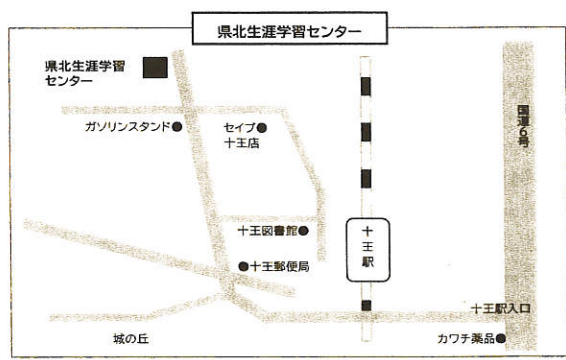 県北生涯学習センター
県北生涯学習
センター
ガソリンスタンド
セイブ
十王店
国道6号
十王図書館
十王駅
十王郵便局
十王駅入口
城の丘
カワチ薬品